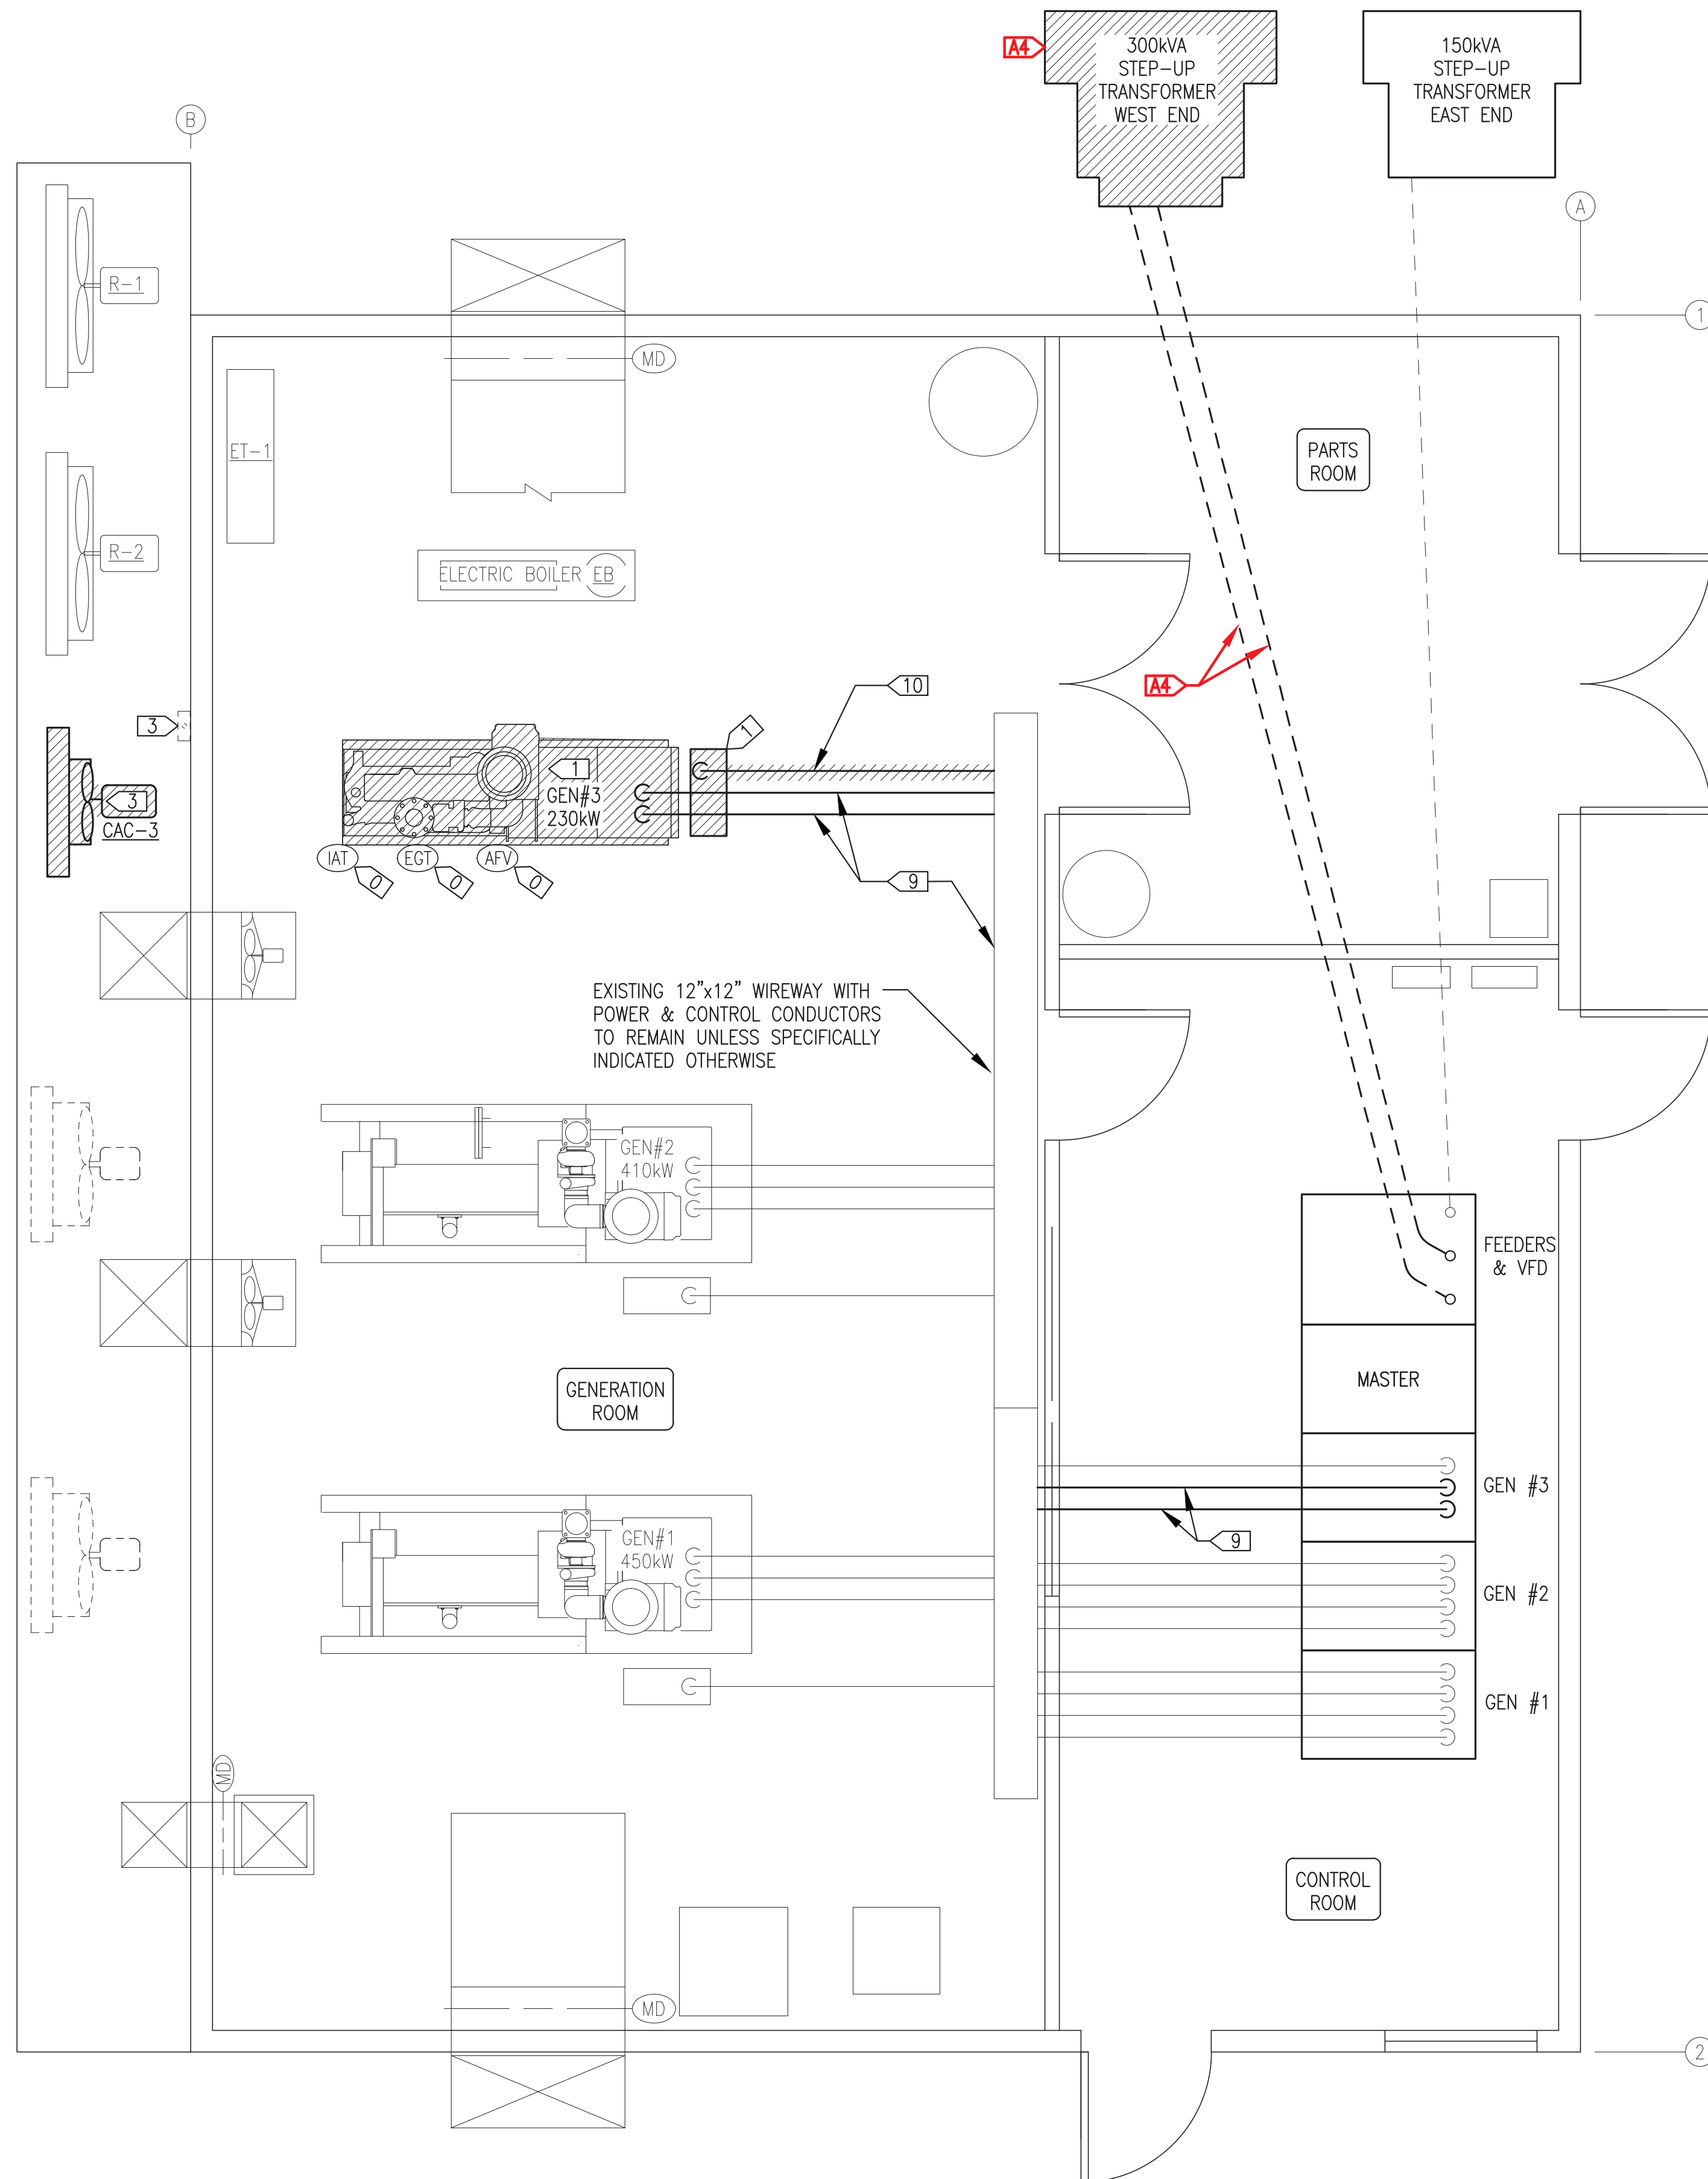 A4
300kVA
STEP-UP
TRANSFORMER
WEST END
150kVA
STEP-UP
TRANSFORMER
EAST END
B
A
R-1
1
MD
ET-1
PARTS
ROOM
R-2
ELECTRIC BOILER EB
A4
10
3
1
1
GEN#3
230kW
3
CAC-3
IAT
EGT
AFV
0
0
0
9
EXISTING 12"x12" WIREWAY WITH
POWER & CONTROL CONDUCTORS
TO REMAIN UNLESS SPECIFICALLY
INDICATED OTHERWISE
GEN#2
410kW
FEEDERS
& VFD
GENERATION
ROOM
MASTER
GEN #3
9
GEN#1
450kW
GEN #2
GEN #1
MD
CONTROL
ROOM
MD
2